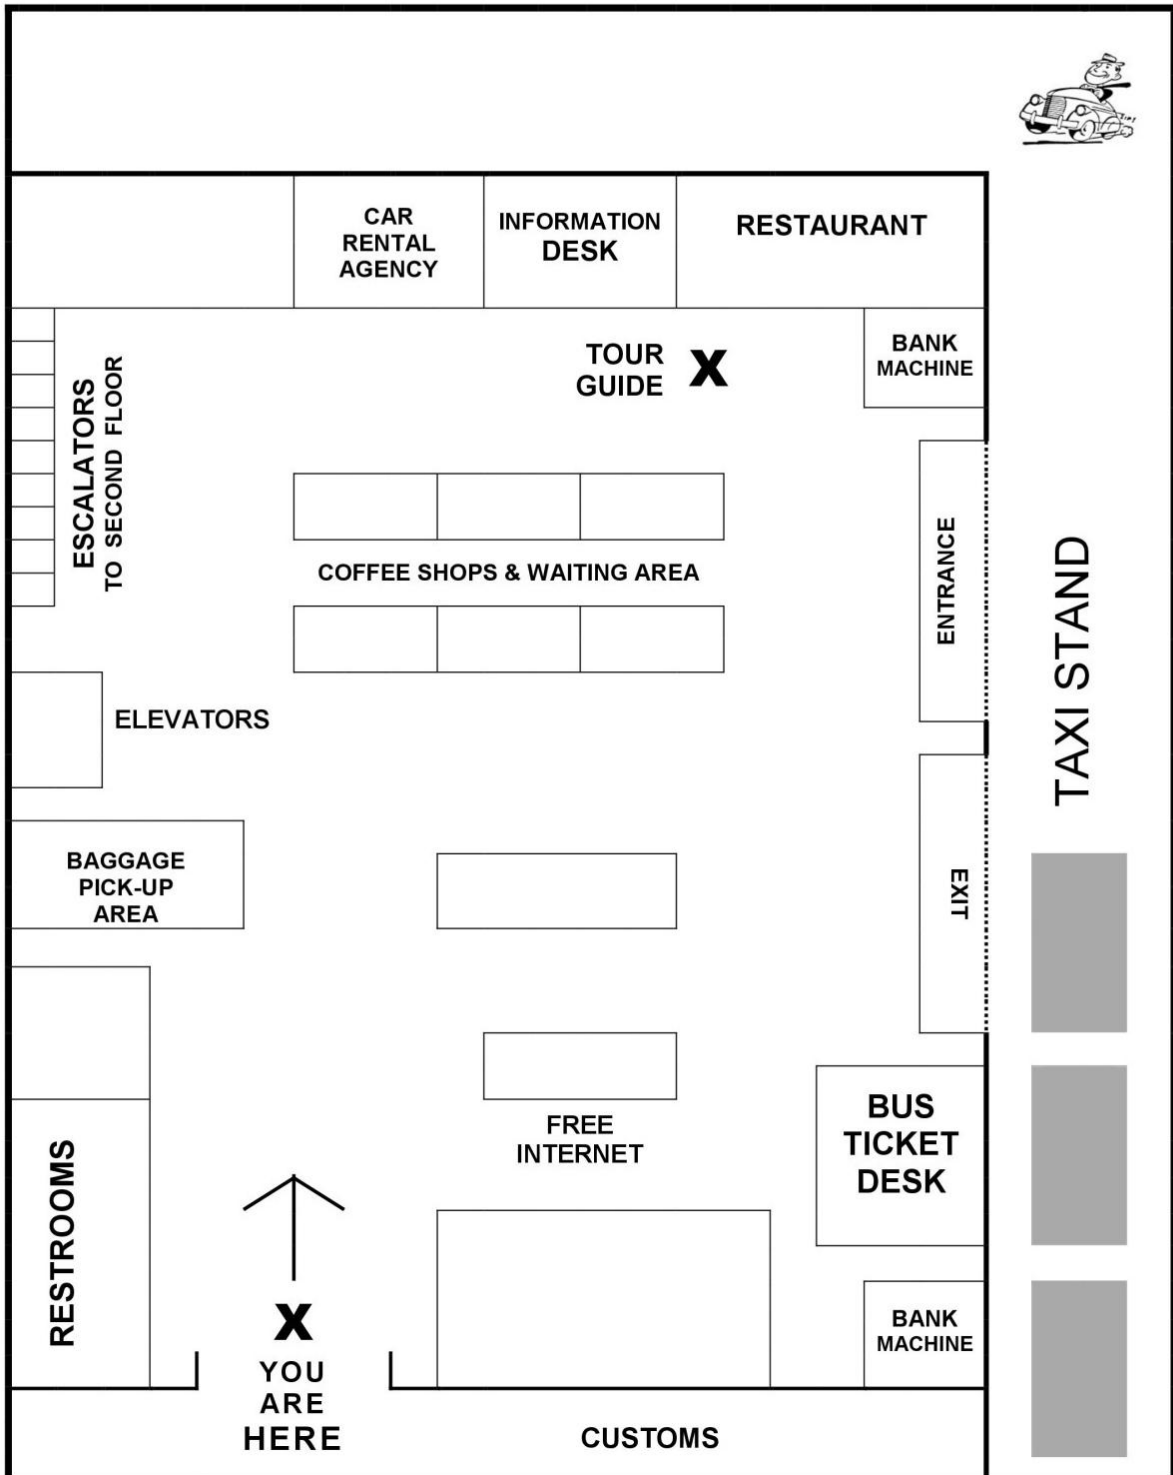 CAR
RENTAL
AGENCY
INFORMATION
DESK
RESTAURANT
TOUR
GUIDE
X
BANK
MACHINE
ESCALATORS
TO SECOND FLOOR
COFFEE SHOPS & WAITING AREA
ENTRANCE
TAXI STAND
ELEVATORS
BAGGAGE
PICK-UP
AREA
EXIT
FREE
INTERNET
BUS
TICKET
DESK
RESTROOMS
X
YOU
ARE
HERE
BANK
MACHINE
CUSTOMS